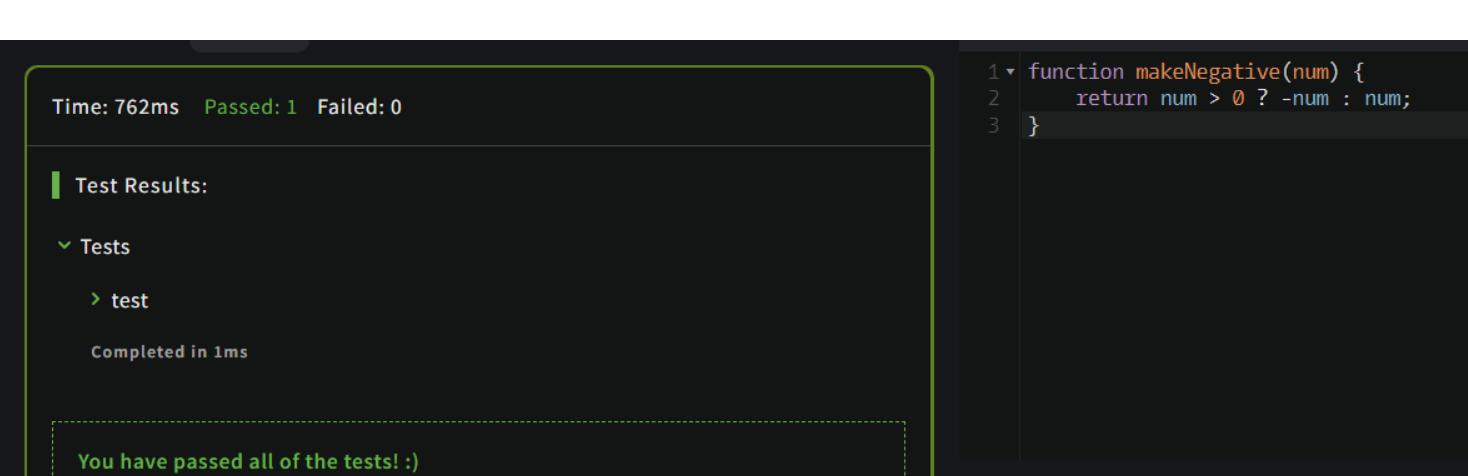 Time: 762ms Passed: 1 Failed: 0
Test Results:
Tests
test
Completed in 1ms
You have passed all of the tests! :)
1 function makeNegative(num) {
2     return num > 0 ? -num : num;
3 }